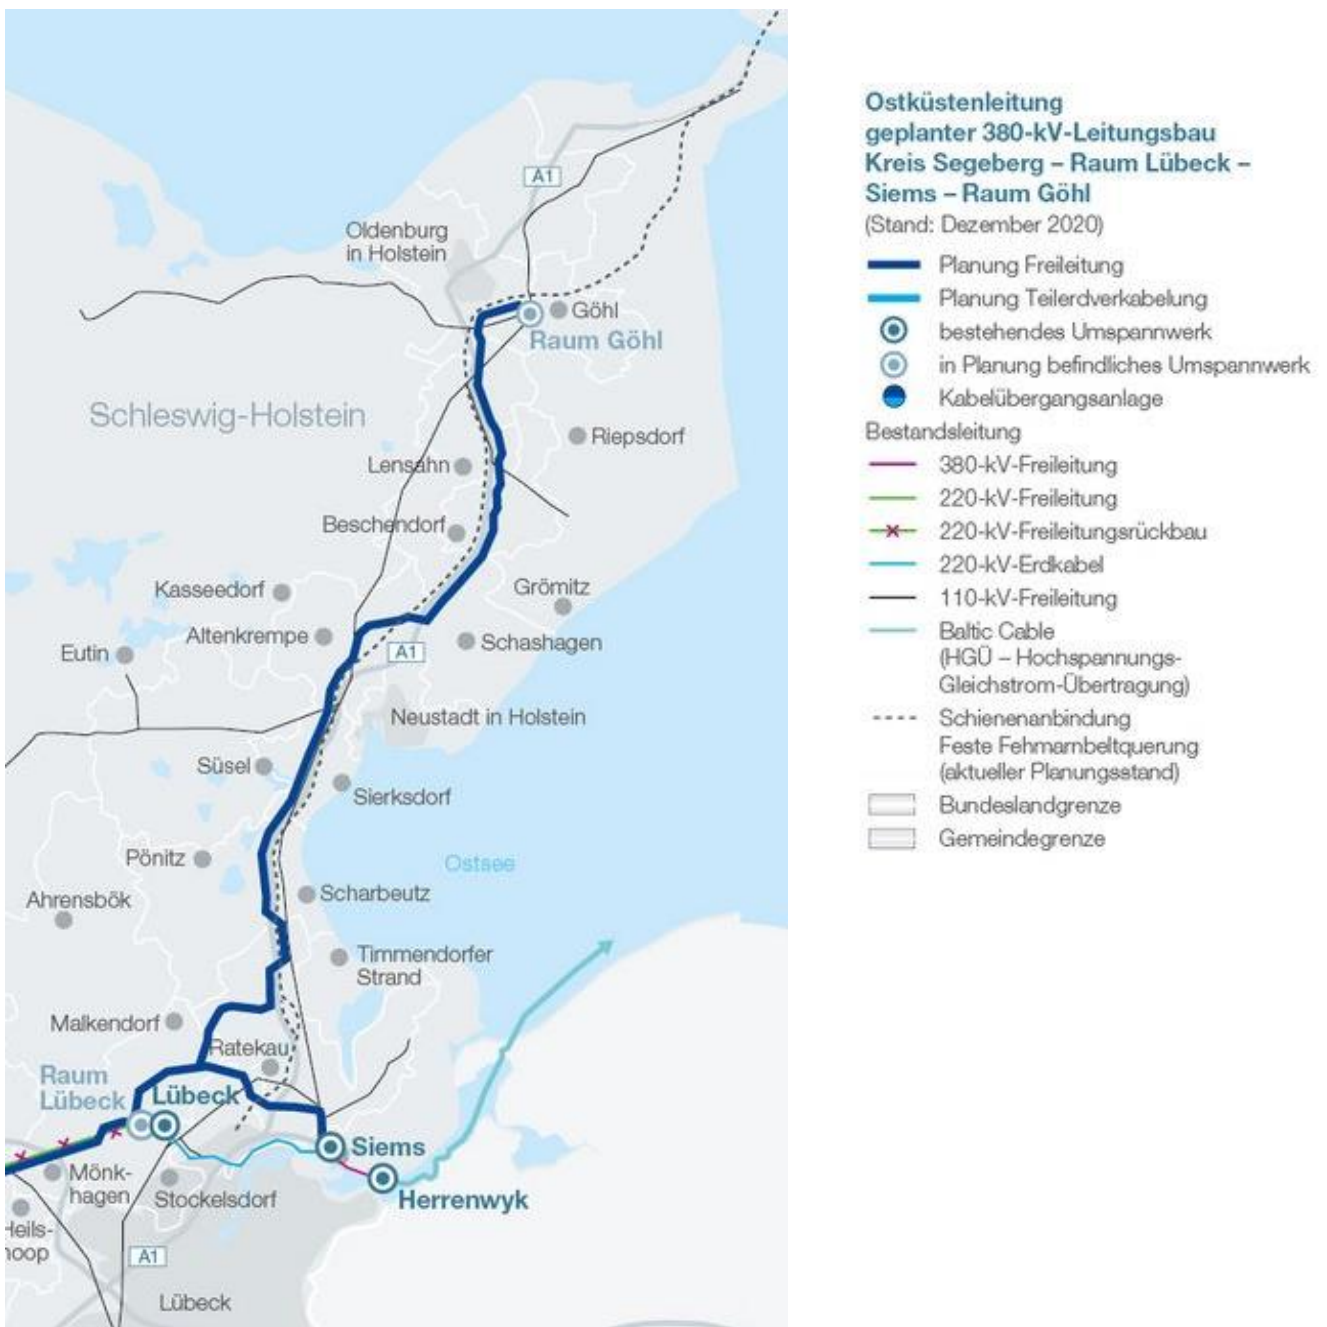 A1
Oldenburg
in Holstein
Göhl
Raum Göhl
Schleswig-Holstein
Riepsdorf
Lensahn
Beschendorf
Kasseedorf
Grömitz
Altenkrempe
Schashagen
Eutin
A1
Neustadt in Holstein
Süsel
Sierksdorf
Pönitz
Ostsee
Ahrensbök
Scharbeutz
Timmendorfer
Strand
Malkendorf
Ratekau
Raum
Lübeck
Lübeck
Siems
Mönk-
hagen
Stockelsdorf
Herrenwyk
Heils-
hoop
A1
Lübeck
Ostküstenleitung
geplanter 380-kV-Leitungsbau
Kreis Segeberg – Raum Lübeck –
Siems – Raum Göhl
(Stand: Dezember 2020)
Planung Freileitung
Planung Teilerdverkabelung
bestehendes Umspannwerk
in Planung befindliches Umspannwerk
Kabelübergangsanlage
Bestandsleitung
380-kV-Freileitung
220-kV-Freileitung
220-kV-Freileitungsrückbau
220-kV-Erdkabel
110-kV-Freileitung
Baltic Cable
(HGÜ – Hochspannungs-
Gleichstrom-Übertragung)
Schienenanbindung
Feste Fehmarnbeltquerung
(aktueller Planungsstand)
Bundeslandgrenze
Gemeindegrenze